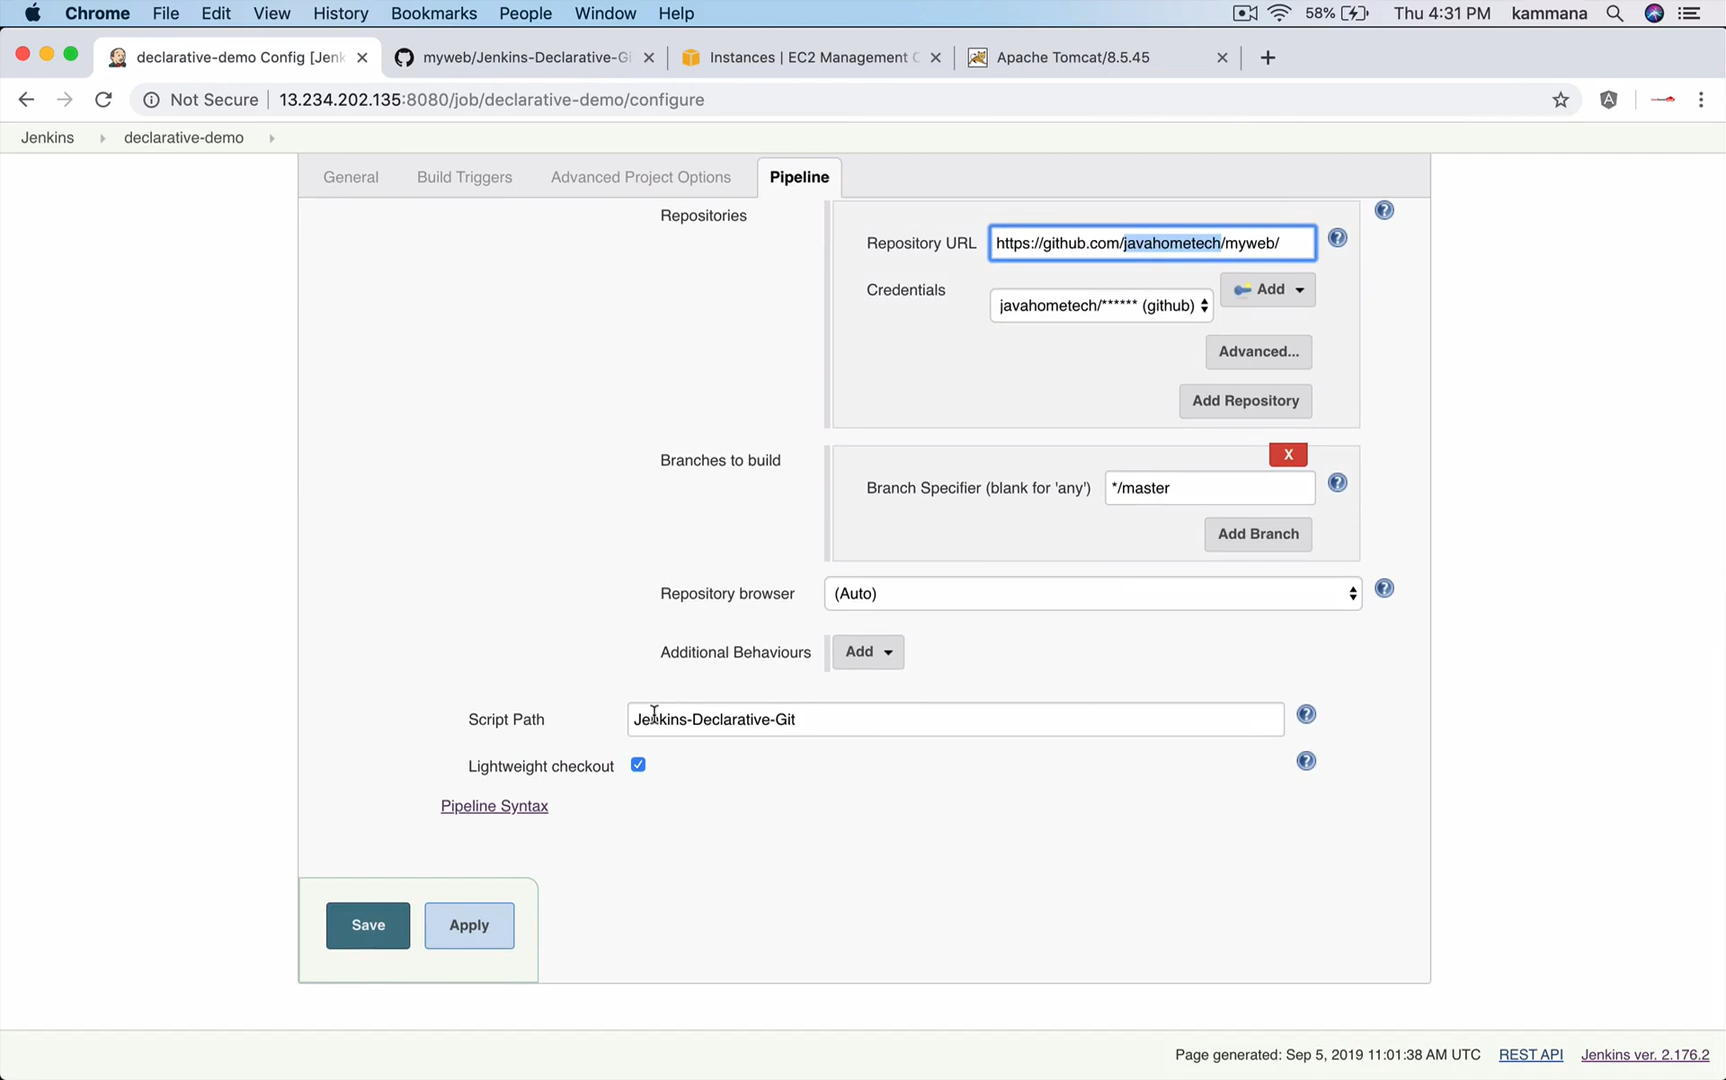 Chrome File Edit View History Bookmarks People Window Help 58% Thu 4:31 PM kammana
declarative-demo Config [Jenk myweb/Jenkins-Declarative-Gi Instances | EC2 Management C Apache Tomcat/8.5.45
Not Secure 13.234.202.135:8080/job/declarative-demo/configure
Jenkins declarative-demo
General Build Triggers Advanced Project Options Pipeline
Repositories
Repository URL https://github.com/javahometech/myweb/
Credentials Add
javahometech/****** (github)
Advanced...
Add Repository
X
Branches to build
Branch Specifier (blank for 'any') */master
Add Branch
Repository browser (Auto)
Additional Behaviours Add
Script Path Jenkins-Declarative-Git
Lightweight checkout
Pipeline Syntax
Save Apply
Page generated: Sep 5, 2019 11:01:38 AM UTC REST API Jenkins ver. 2.176.2